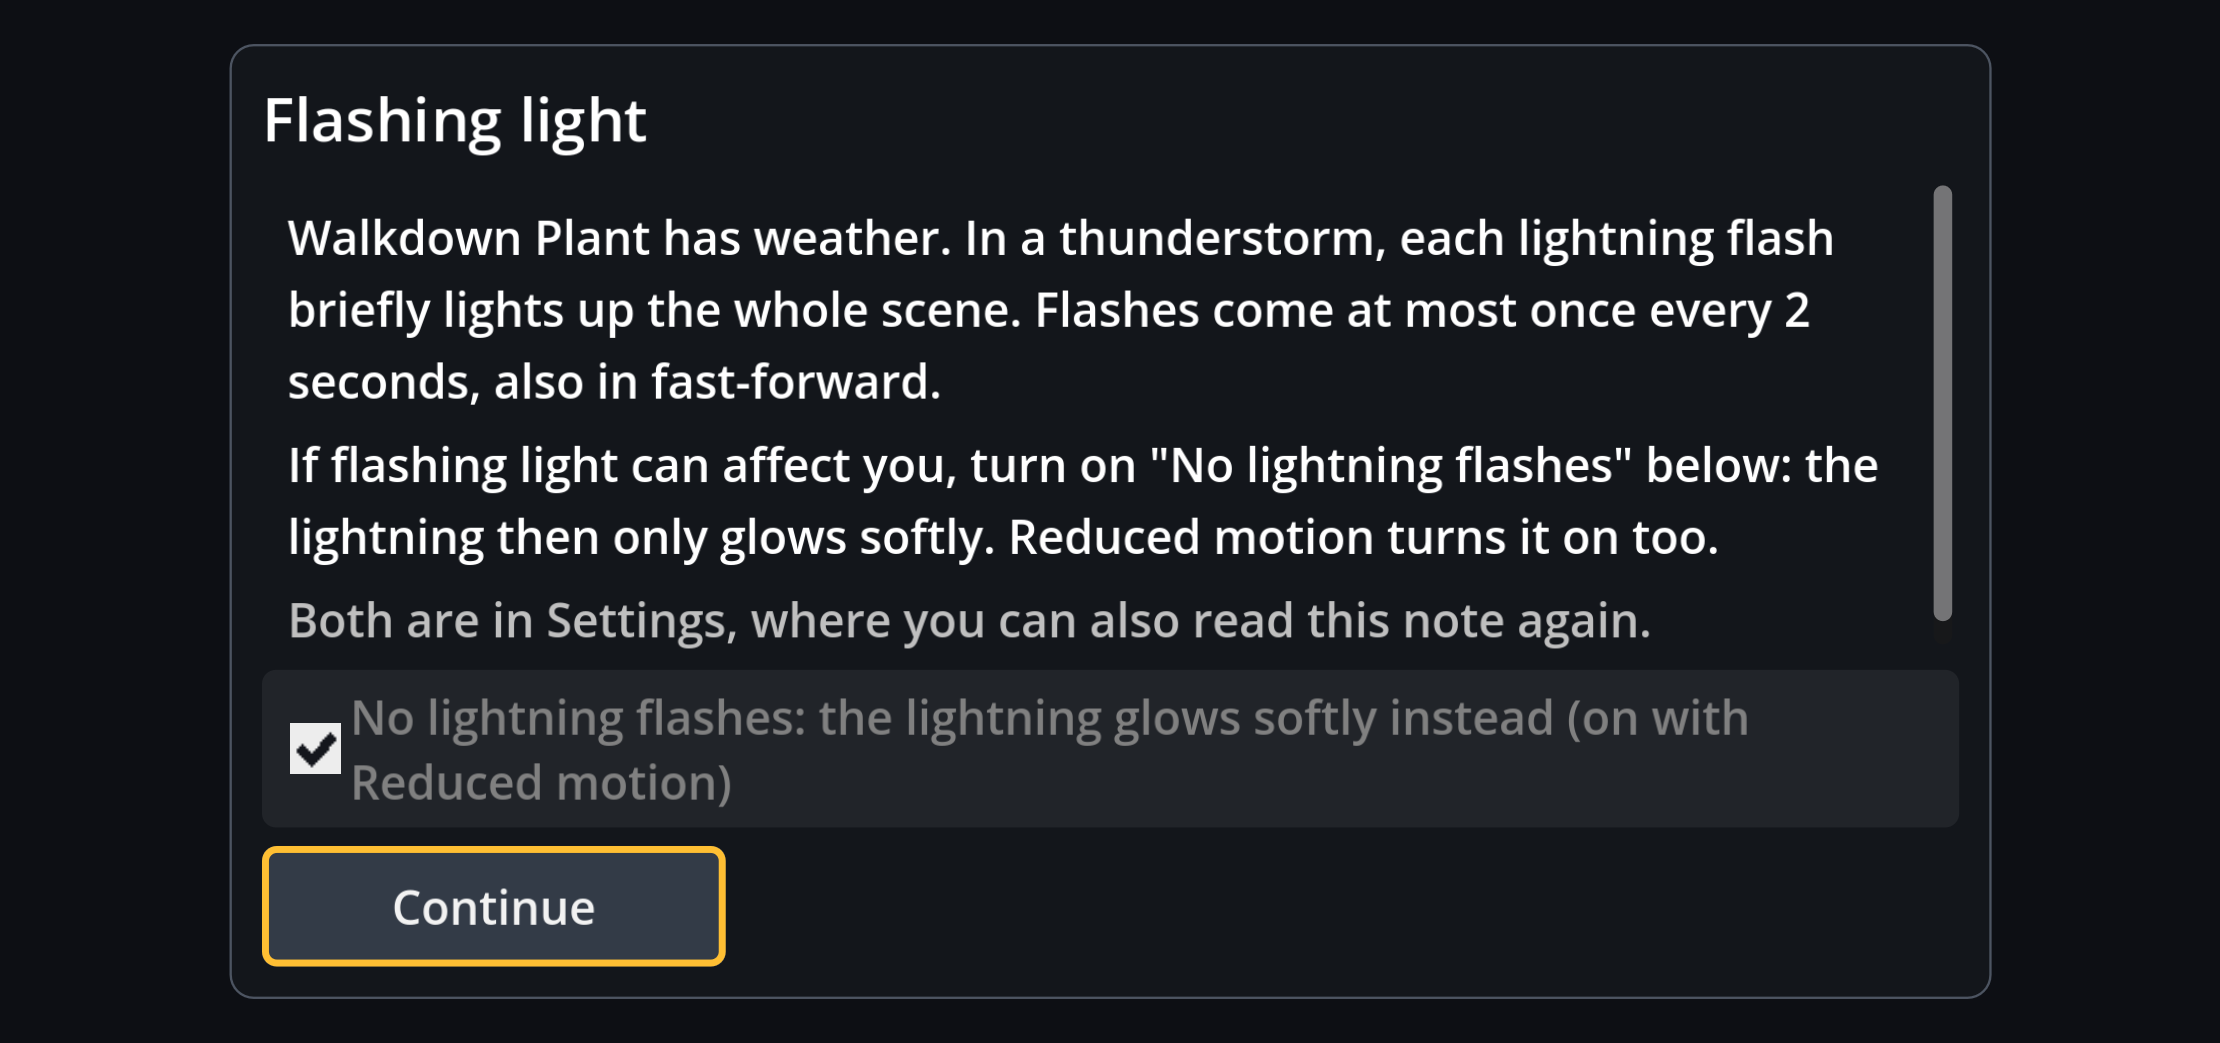 Flashing light
Walkdown Plant has weather. In a thunderstorm, each lightning flash
briefly lights up the whole scene. Flashes come at most once every 2
seconds, also in fast-forward.
If flashing light can affect you, turn on "No lightning flashes" below: the
lightning then only glows softly. Reduced motion turns it on too.
Both are in Settings, where you can also read this note again.
No lightning flashes: the lightning glows softly instead (on with
Reduced motion)
Continue